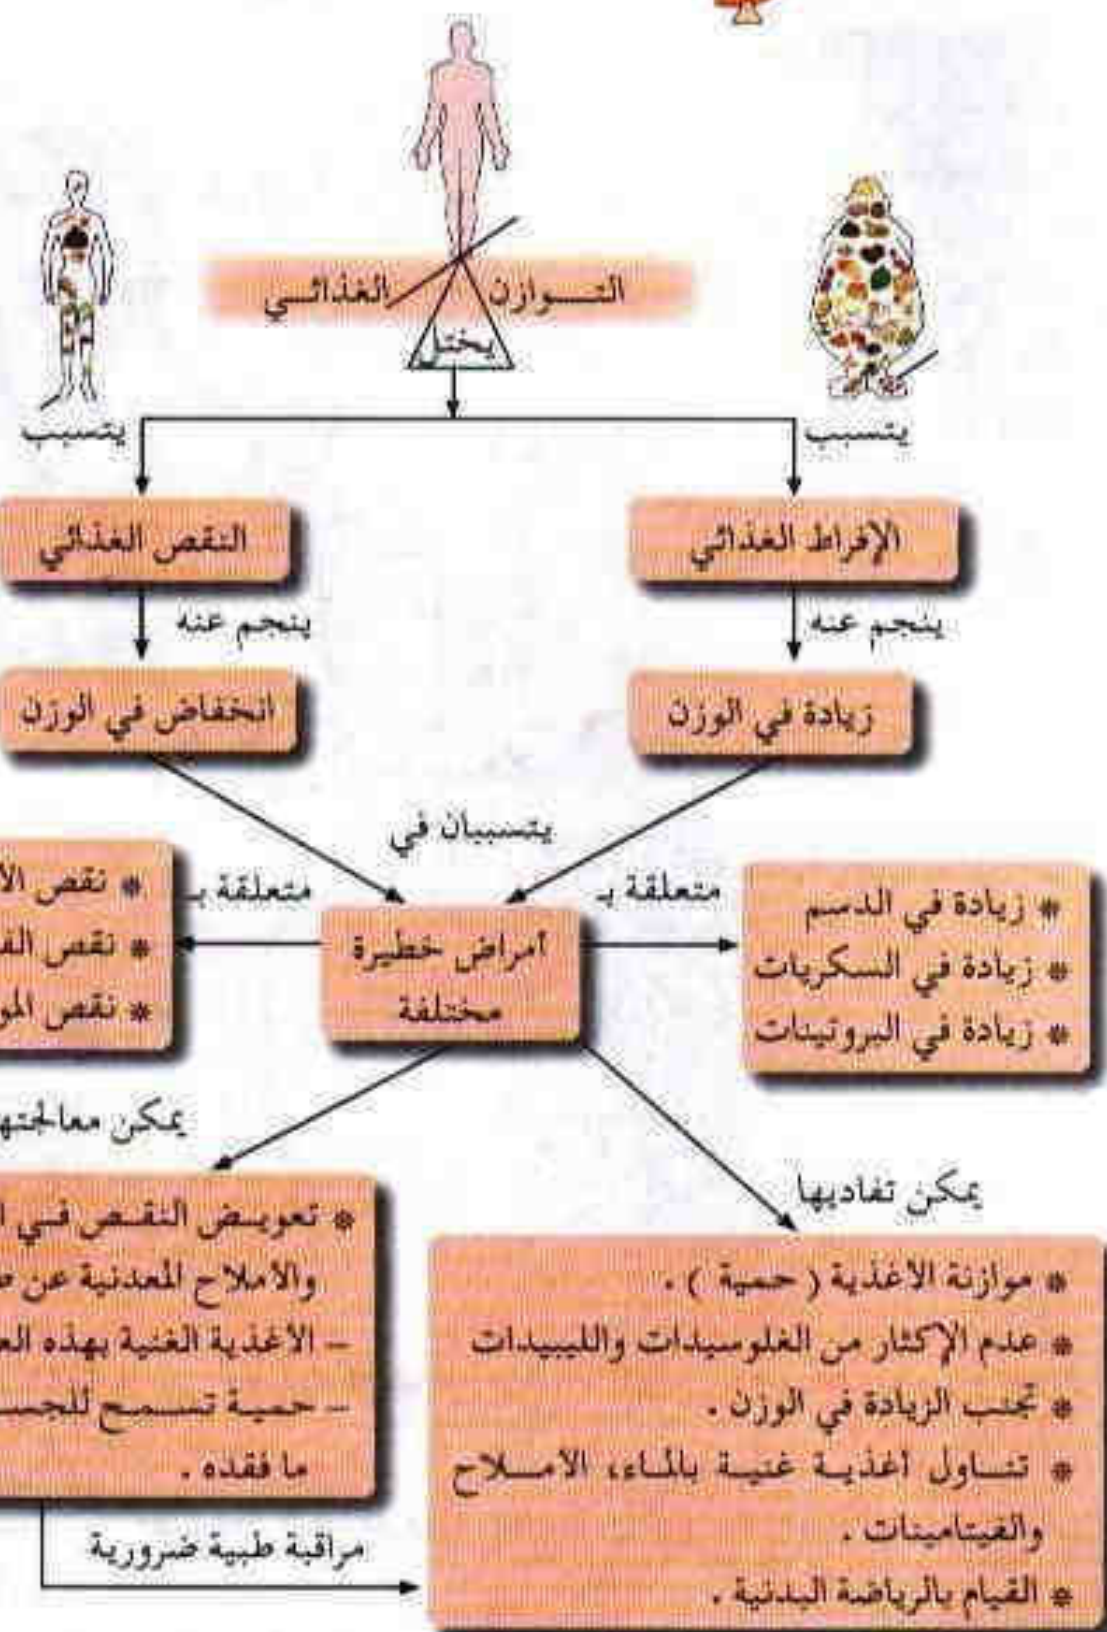 التوازن الغذائي
يختل
يتسبب
يتسبب
الإفراط الغذائي
النقص الغذائي
ينجم عنه
ينجم عنه
زيادة في الوزن
انخفاض في الوزن
يتسببان في
متعلقة بـ
متعلقة بـ
* زيادة في الدسم
* زيادة في السكريات
* زيادة في البروتينات
أمراض خطيرة
مختلفة
* نقص
* نقص
* نقص
يمكن تفاديها
يمكن معالجتها
* موازنة الأغذية ( حمية ) .
* عدم الإكثار من الغلوسيدات والليبيدات
* تجنب الزيادة في الوزن .
* تناول أغذية غنية بالماء، الأملاح
والفيتامينات .
* القيام بالرياضة البدنية .
* تعويض النقص في
والأملاح المعدنية عن
- الأغذية الغنية بهذه
- حمية تسمح
ما فقده .
مراقبة طبية ضرورية